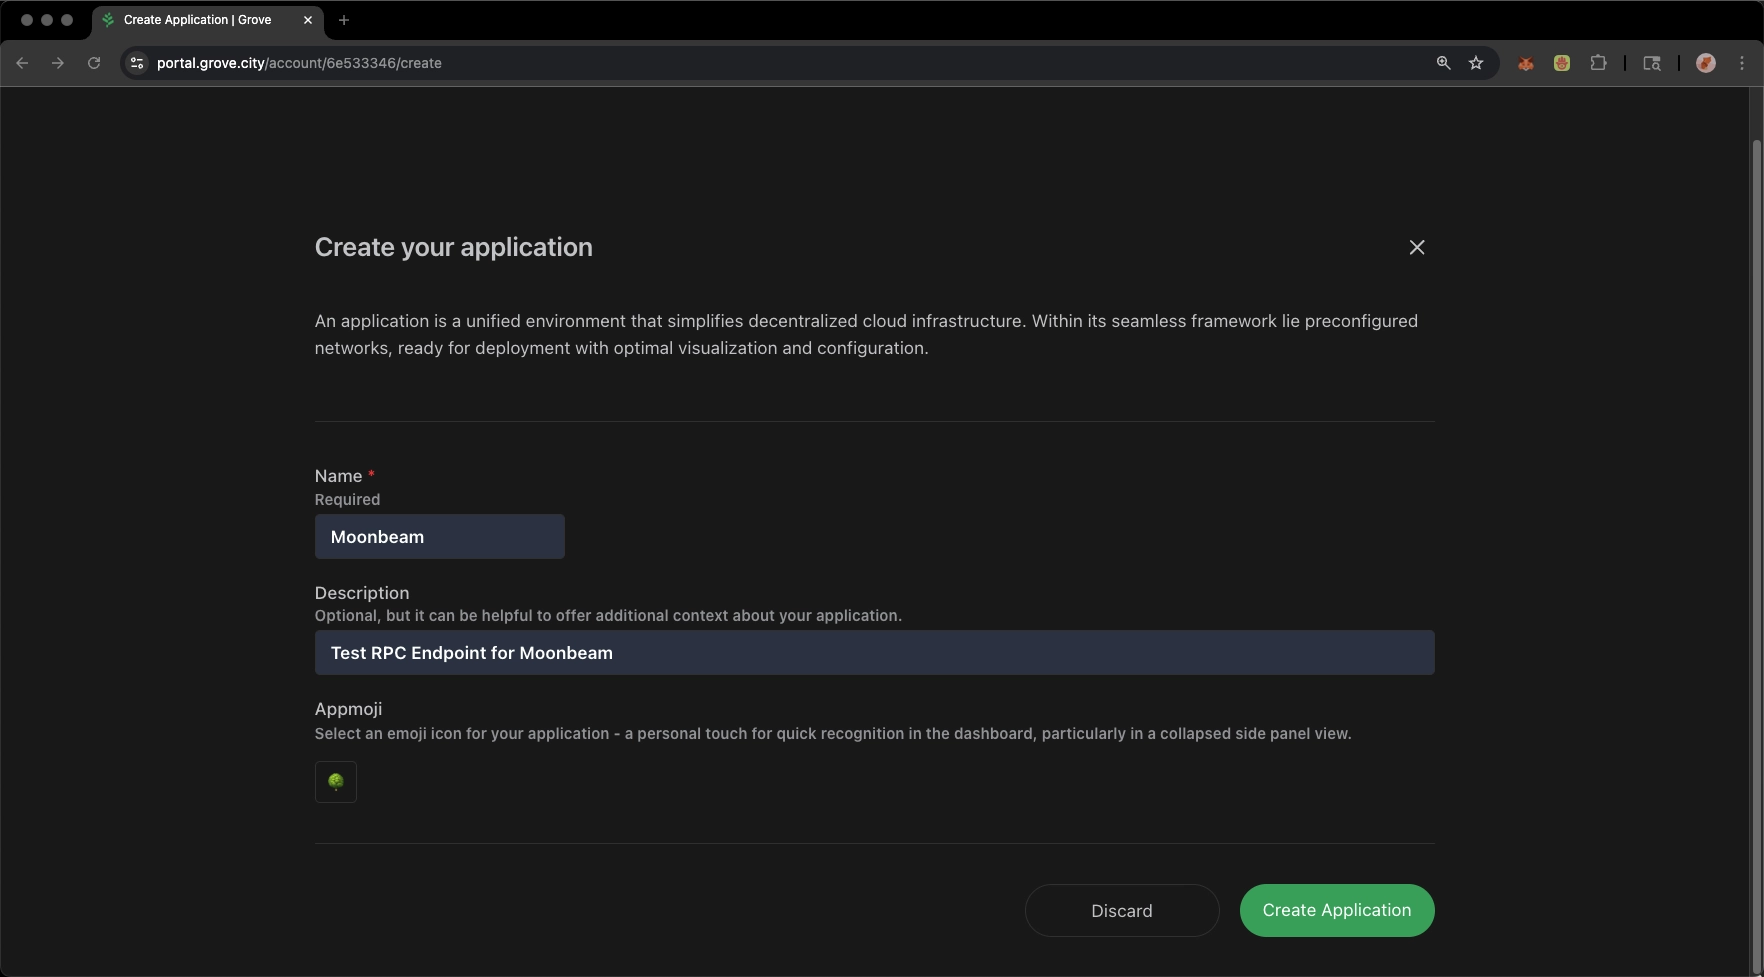 Create Application | Grove
portal.grove.city/account/6e533346/create
Create your application
An application is a unified environment that simplifies decentralized cloud infrastructure. Within its seamless framework lie preconfigured
networks, ready for deployment with optimal visualization and configuration.
Name *
Required
Moonbeam
Description
Optional, but it can be helpful to offer additional context about your application.
Test RPC Endpoint for Moonbeam
Appmoji
Select an emoji icon for your application - a personal touch for quick recognition in the dashboard, particularly in a collapsed side panel view.
Discard
Create Application